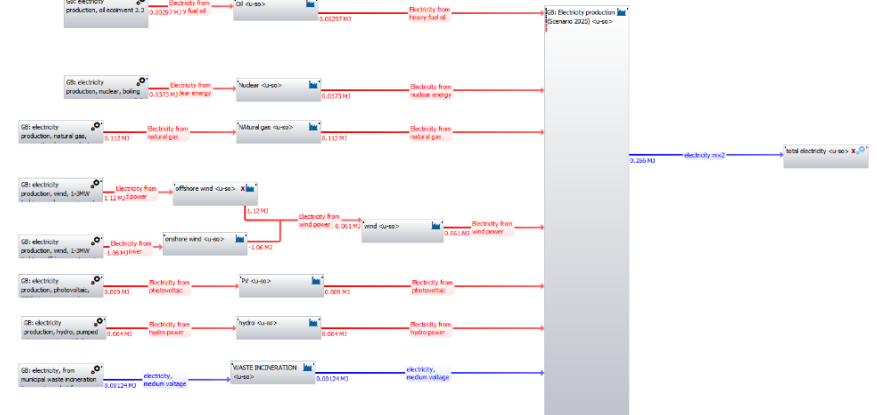 GB: electricity
production, oil ecoinvent 3.3
0.00297 MJ
Electricity from
y fuel oil
Oil <u-so>
0.00297 MJ
Electricity from
heavy fuel oil
GB: Electricity production
(Scenario 2025) <u-so>
GB: electricity
production, nuclear, boiling
0.0373 MJ
Electricity from
lear energy
Nuclear <u-so>
0.0373 MJ
Electricity from
nuclear energy
GB: electricity
production, natural gas,
0.112 MJ
Electricity from
natural gas
NAtural gas <u-so>
0.112 MJ
Electricity from
natural gas
0.266 MJ
electricity mix2
total electricity <u-so>
GB: electricity
production, wind, 1-3MW
1.12 MJ
Electricity from
power
offshore wind <u-so>
1.12 MJ
Electricity from
wind power
0.061 MJ
wind <u-so>
0.061 MJ
Electricity from
wind power
GB: electricity
production, wind, 1-3MW
-1.06 MJ
Electricity from
ower
onshore wind <u-so>
-1.06 MJ
GB: electricity
production, photovoltaic,
0.009 MJ
Electricity from
photovoltaic
PV <u-so>
0.009 MJ
Electricity from
photovoltaic
GB: electricity
production, hydro, pumped
0.004 MJ
Electricity from
hydro power
hydro <u-so>
0.004 MJ
Electricity from
hydro power
GB: electricity, from
municipal waste incineration
0.00124 MJ
electricity,
medium voltage
WASTE INCINERATION
<u-so>
0.00124 MJ
electricity,
medium voltage